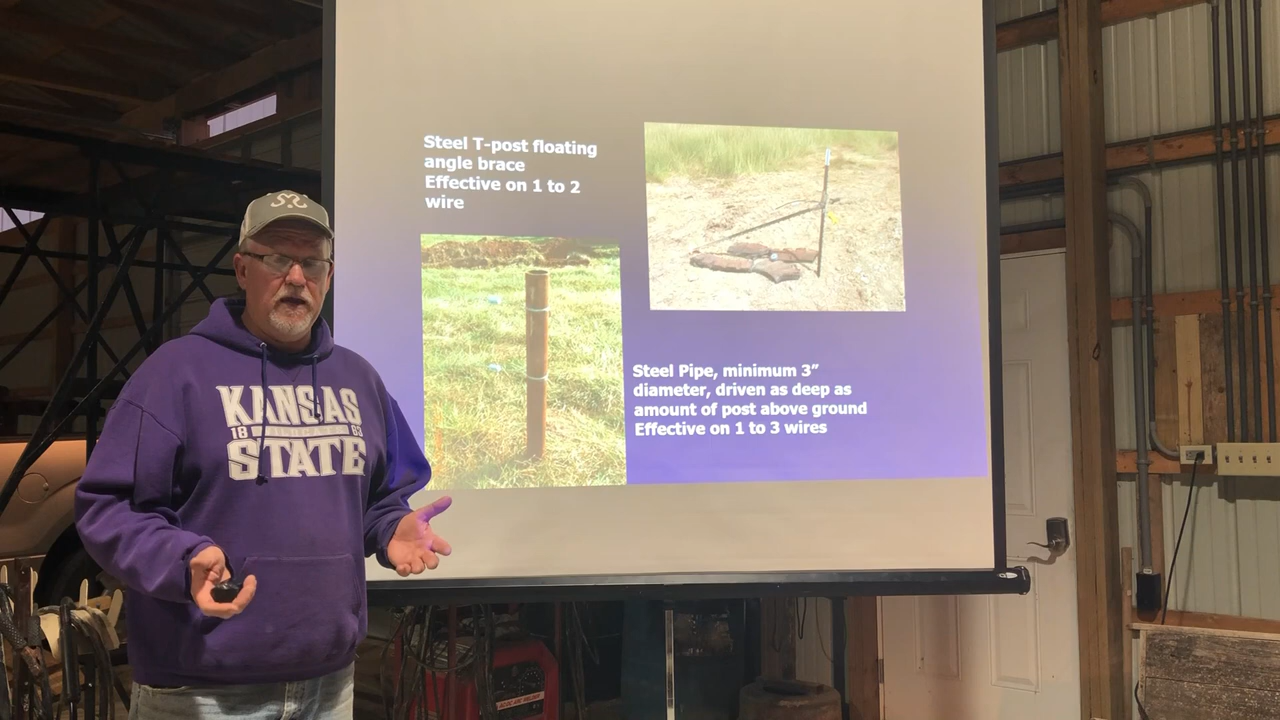 Steel T-post floating
angle brace
Effective on 1 to 2
wire
Steel Pipe, minimum 3”
diameter, driven as deep as
amount of post above ground
Effective on 1 to 3 wires
KANSAS
18 WILDCATS 63
STATE